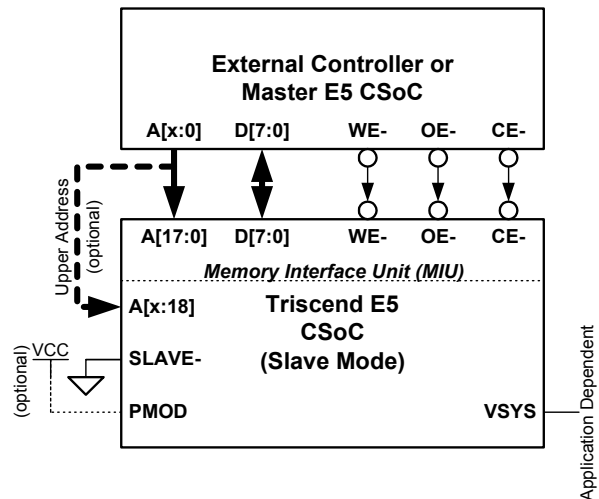 External Controller or
Master E5 CSoC
A[x:0] D[7:0] WE- OE- CE-
Upper Address
(optional)
A[17:0] D[7:0] WE- OE- CE-
Memory Interface Unit (MIU)
A[x:18]
Triscend E5
CSoC
(Slave Mode)
(optional)
VCC
SLAVE-
PMOD
VSYS
Application Dependent